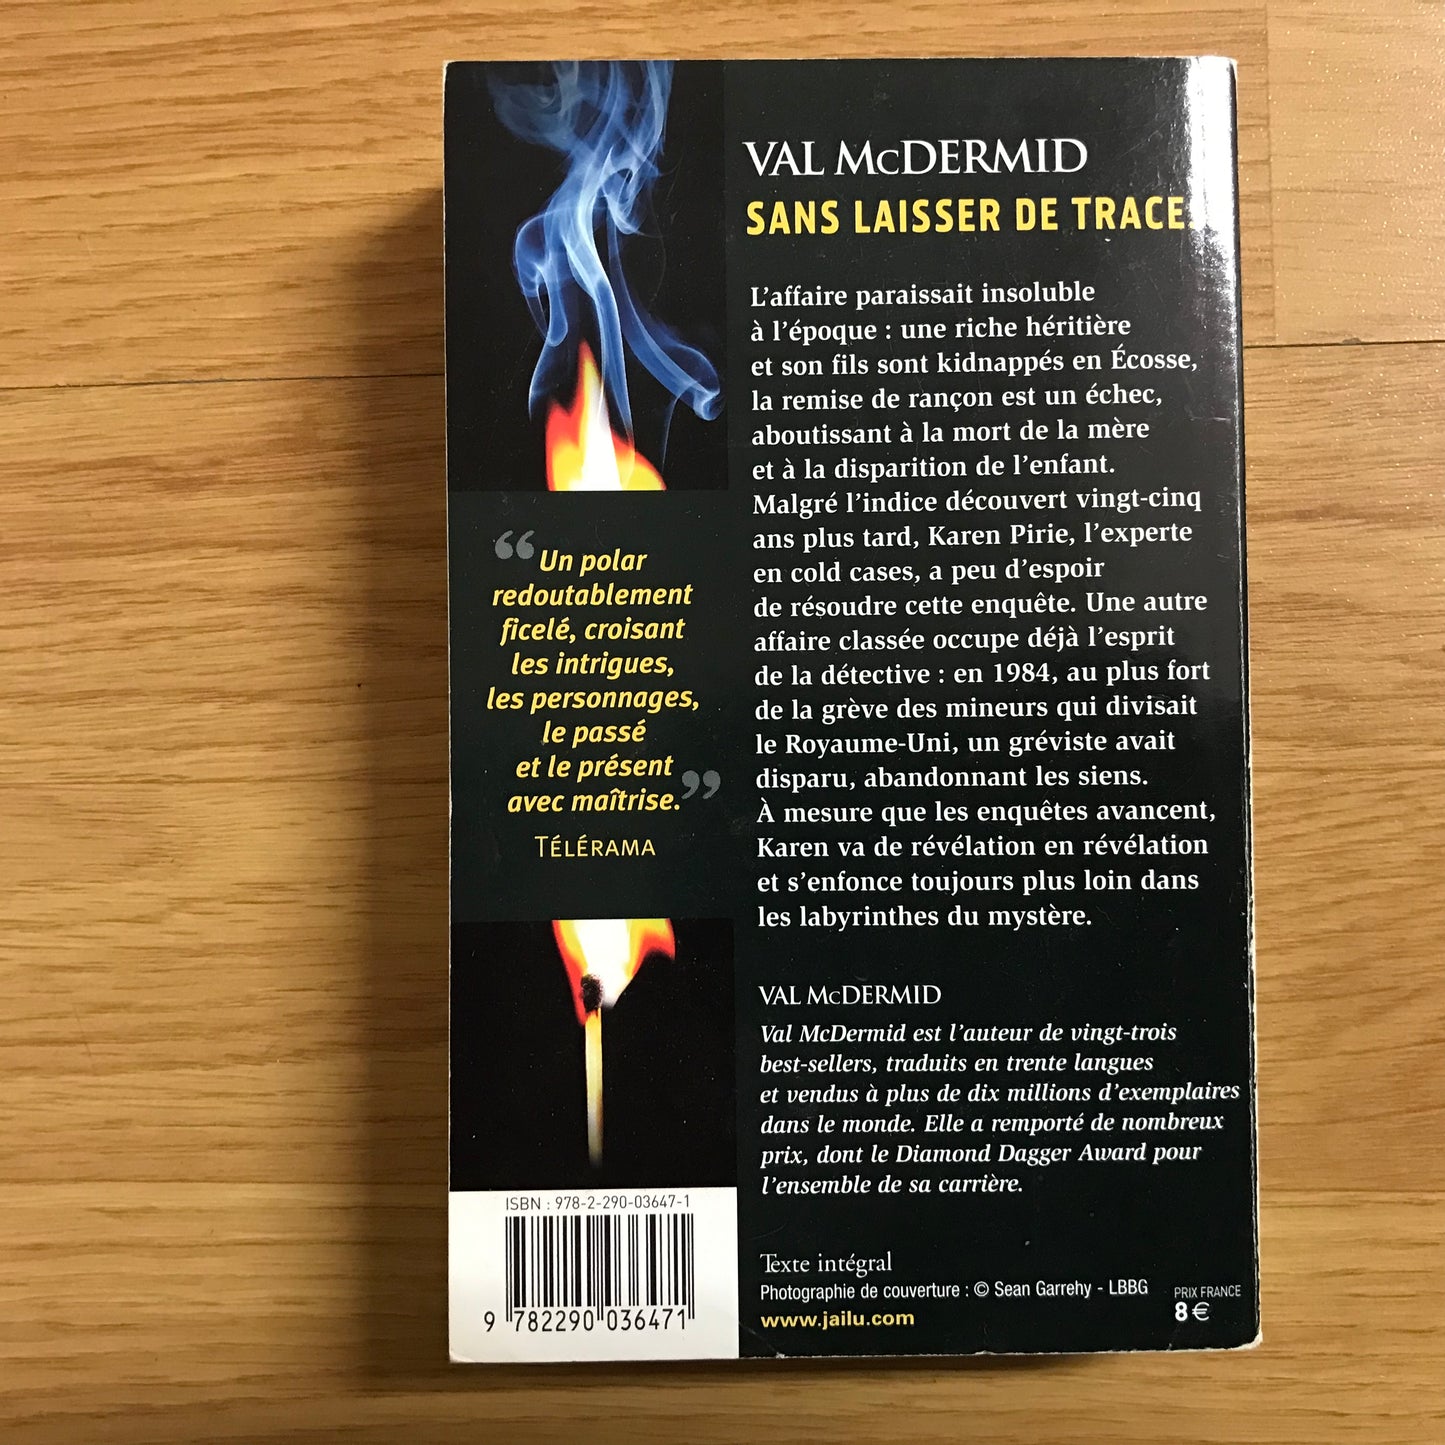 VAL McDERMID
SANS LAISSER DE TRACE
L'affaire paraissait insoluble
à l'époque : une riche héritière
et son fils sont kidnappés en Écosse,
la remise de rançon est un échec,
aboutissant à la mort de la mère
et à la disparition de l'enfant.
Malgré l'indice découvert vingt-cinq
ans plus tard, Karen Pirie, l'experte
en cold cases, a peu d'espoir
de résoudre cette enquête. Une autre
affaire classée occupe déjà l'esprit
de la détective : en 1984, au plus fort
de la grève des mineurs qui divisait
le Royaume-Uni, un gréviste avait
disparu, abandonnant les siens.
À mesure que les enquêtes avancent,
Karen va de révélation en révélation
et s'enfonce toujours plus loin dans
les labyrinthes du mystère.
“Un polar
redoutablement
ficelé, croisant
les intrigues,
les personnages,
le passé
et le présent
avec maîtrise.”
TÉLÉRAMA
VAL McDERMID
Val McDermid est l'auteur de vingt-trois
best-sellers, traduits en trente langues
et vendus à plus de dix millions d'exemplaires
dans le monde. Elle a remporté de nombreux
prix, dont le Diamond Dagger Award pour
l'ensemble de sa carrière.
ISBN : 978-2-290-03647-1
9 782290 036471
Texte intégral
Photographie de couverture : © Sean Garrehy - LBBG
www.jailu.com
PRIX FRANCE
8 €